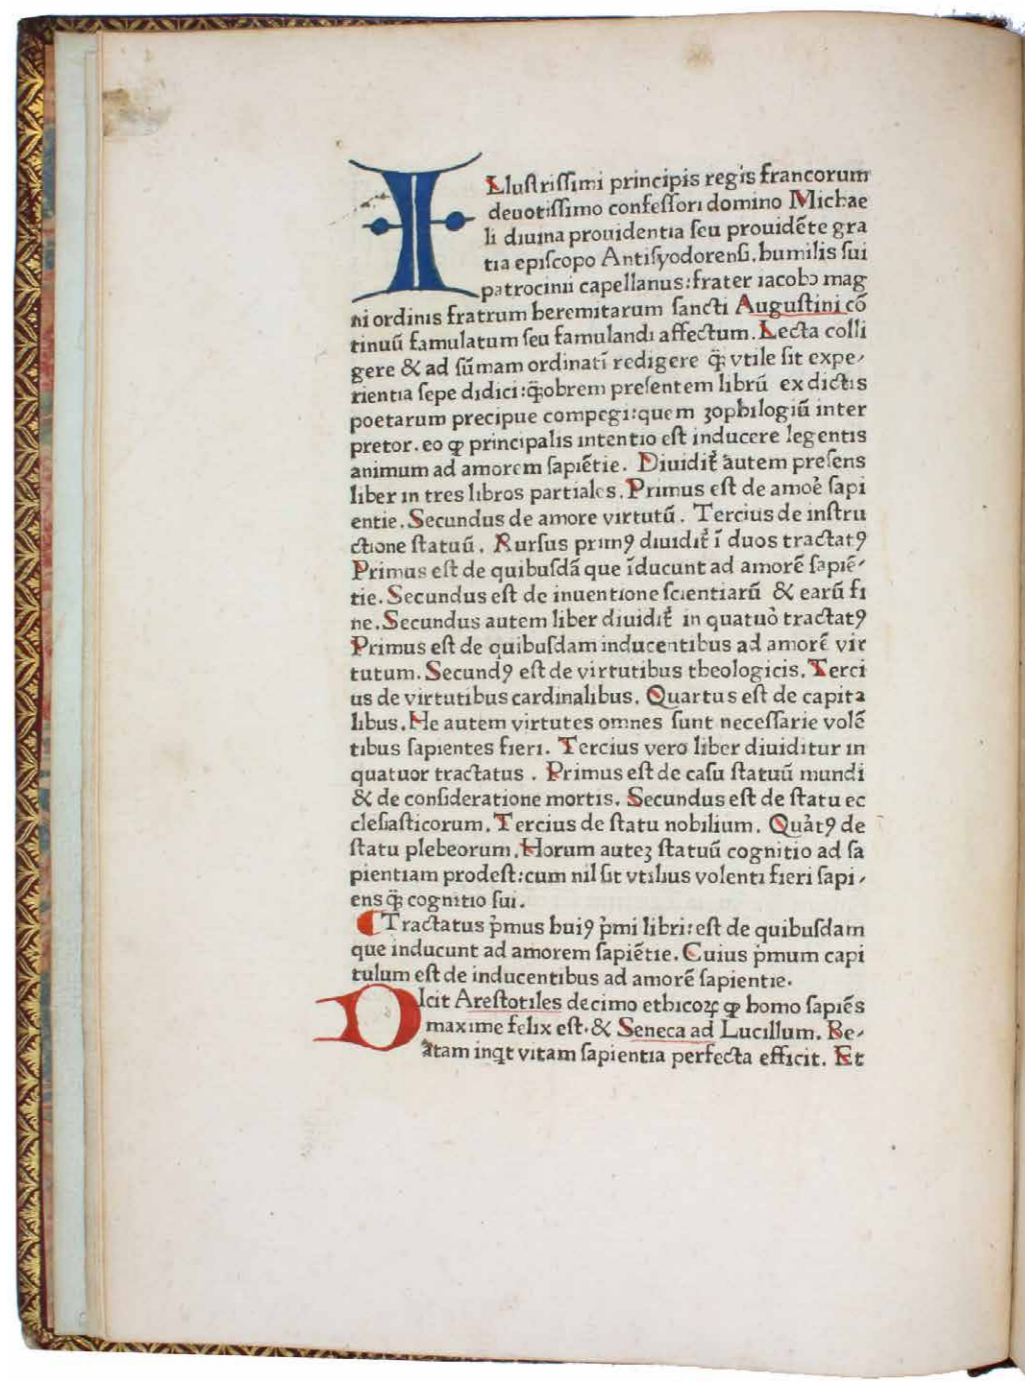 ILluſtriſſimi principis regis francorum
deuotiſſimo confeſſori domino Michae
li diuina prouidentia ſeu prouidēte gra
tia epiſcopo Antiſyodorenſi. humilis ſui
patrocinii capellanus: frater iacobꝰ mag
ni ordinis fratrum heremitarum ſancti Auguſtini cō
tinuū famulatum ſeu famulandi affectum. Lecta colli
gere & ad ſūmam ordinatī redigere q̄ꝫ vtile ſit expe⸗
rientia ſepe didici: q̄ꝫobrem preſentem librū ex dictis
poetarum precipue compegi: quem ʒophilogiū inter
pretor. eo ꝙ principalis intentio eſt inducere legentis
animum ad amorem ſapiētie. Diuidit̉ autem preſens
liber in tres libros partiales. Primus eſt de amoꝛ̉e ſapi
entie. Secundus de amore virtutū. Tercius de inſtru
ctione ſtatuū. Rurſus primꝰ diuidit̉ ī duos tractatꝰ
Primus eſt de quibuſdā que īducunt ad amorē ſapiē⸗
tie. Secundus eſt de inuentione ſcientiarū & earū fi
ne. Secundus autem liber diuidit̉ in quatuo̓ tractatꝰ
Primus eſt de quibuſdam inducentibus ad amorē vir
tutum. Secundꝰ eſt de virtutibus theologicis. Terci
us de virtutibus cardinalibus. Quartus eſt de capita
libus. He autem virtutes omnes ſunt neceſſarie volē
tibus ſapientes fieri. Tercius vero liber diuiditur in
quatuor tractatus. Primus eſt de caſu ſtatuū mundi
& de conſideratione mortis. Secundus eſt de ſtatu ec
cleſiaſticorum. Tercius de ſtatu nobilium. Qua̓tꝰ de
ſtatu plebeorum. Horum auteʒ ſtatuū cognitio ad ſa
pientiam prodeſt: cum nil ſit vtilius volenti fieri ſapi⸗
ens q̄ꝫ cognitio ſui.
¶ Tractatus p̓mus huiꝰ p̓mi libri: eſt de quibuſdam
que inducunt ad amorem ſapiētie. Cuius p̓mum capi
tulum eſt de inducentibus ad amorē ſapientie.
DIcit Areſtotiles decimo ethicoꝝ ꝙ homo ſapiēs
maxime felix eſt. & Seneca ad Lucillum. Be⸗
atam inqt vitam ſapientia perfecta efficit. Et